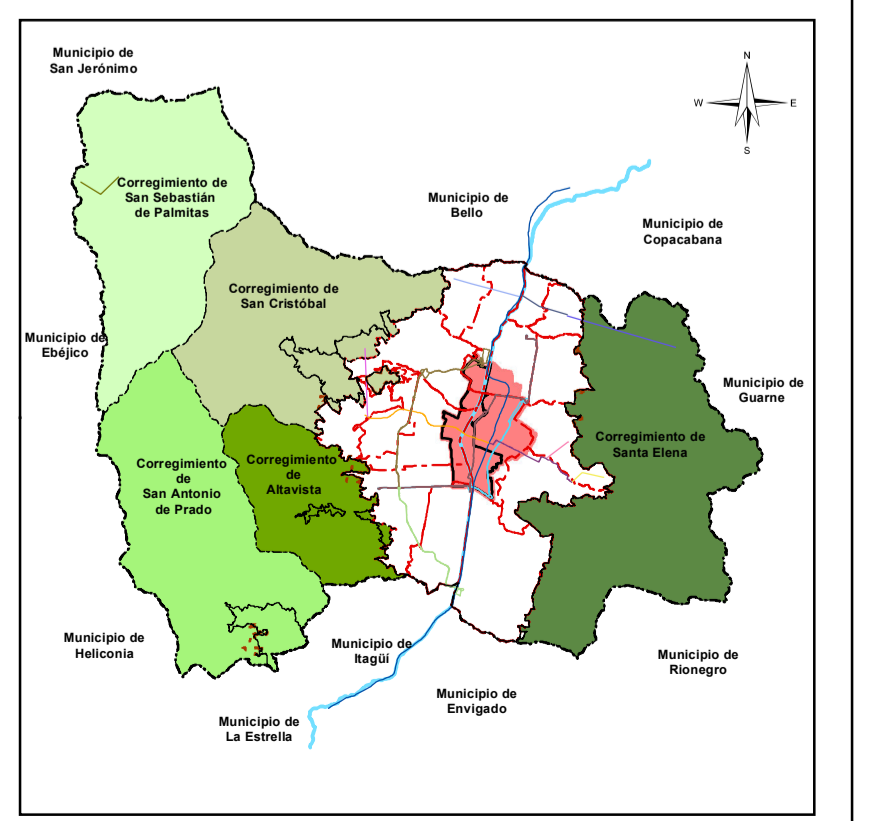 Municipio de
San Jerónimo
N
W
E
S
Corregimiento de
San Sebastián
de Palmitas
Municipio de
Bello
Municipio de
Copacabana
Corregimiento de
San Cristóbal
Municipio de
Ebéjico
Municipio de
Guarne
Corregimiento de
Santa Elena
Corregimiento
de
Altavista
Corregimiento
de
San Antonio
de Prado
Municipio de
Heliconia
Municipio de
Itagüí
Municipio de
Rionegro
Municipio de
Envigado
Municipio de
La Estrella